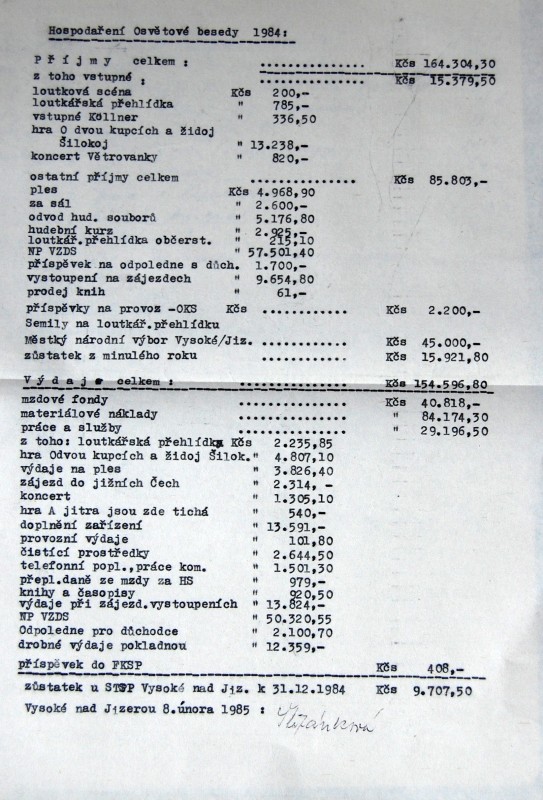 Hospodaření Osvětové besedy 1984:
Příjmy celkem : ............... Kčs 164.304,30
z toho vstupné : ............... Kčs 15.379,50
loutková scéna Kčs 200,-
loutkářská přehlídka " 785,-
vstupné Köllner " 336,50
hra O dvou kupcích a židoj
Šilokoj " 13.238,-
koncert Větrovanky " 820,-
ostatní příjmy celkem ............... Kčs 85.803,-
ples Kčs 4.968,90
za sál " 2.600,-
odvod hud. souborů " 5.176,80
hudební kurz " 2.925,-
loutkář.přehlídka občerst. " 215,10
NP VZDS " 57.501,40
příspěvek na odpoledne s důch. " 1.700,-
vystoupení na zájezdech " 9.654,80
prodej knih " 61,-
příspěvky na provoz -OKS Kčs ............ Kčs 2.200,-
Semily na loutkář.přehlídku
Městký národní výbor Vysoké/Jiz. ............ Kčs 45.000,-
zůstatek z minulého roku ............ Kčs 15.921,80
Výdaje celkem : ............... Kčs 154.596,80
mzdové fondy ............... Kčs 40.818,-
materiálové náklady ............... " 84.174,30
práce a služby ............... " 29.196,50
z toho: loutkářská přehlídka Kčs 2.235,85
hra Odvou kupcích a židoj Šilok." 4.807,10
výdaje na ples " 3.826,40
zájezd do jižních Čech " 2.314, -
koncert " 1.305,10
hra A jitra jsou zde tichá " 540,-
doplnění zařízení " 13.591,-
provozní výdaje " 101,80
čistící prostředky " 2.644,50
telefonní popl.,práce kom. " 1.501,30
přepl.daně ze mzdy za HS " 979,-
knihy a časopisy " 920,50
výdaje při zájezd.vystoupeních " 13.824,-
NP VZDS " 50.320,55
Odpoledne pro důchodce " 2.100,70
drobné výdaje pokladnou " 12.359,-
příspěvek do FKSP Kčs 408,-
zůstatek u STSP Vysoké nad Jiz. k 31.12.1984 Kčs 9.707,50
Vysoké nad Jizerou 8.února 1985 :